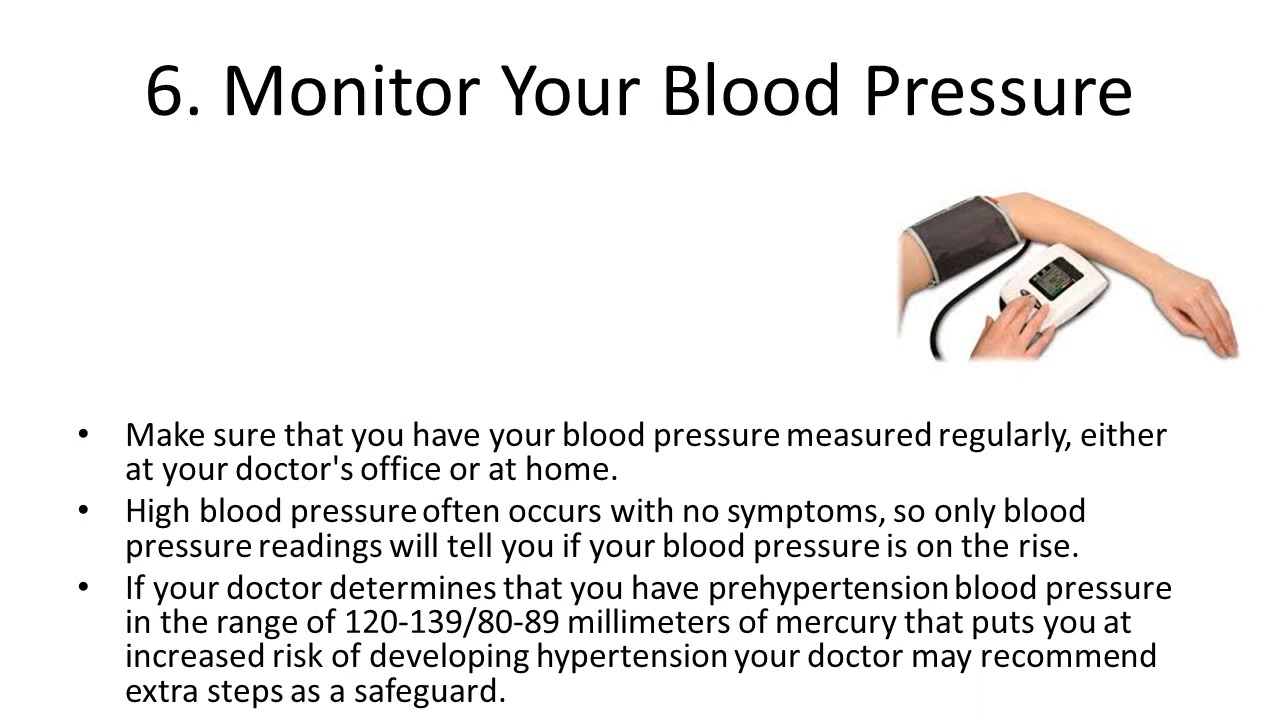 6. Monitor Your Blood Pressure
• Make sure that you have your blood pressure measured regularly, either
at your doctor's office or at home.
• High blood pressure often occurs with no symptoms, so only blood
pressure readings will tell you if your blood pressure is on the rise.
• If your doctor determines that you have prehypertension blood pressure
in the range of 120-139/80-89 millimeters of mercury that puts you at
increased risk of developing hypertension your doctor may recommend
extra steps as a safeguard.